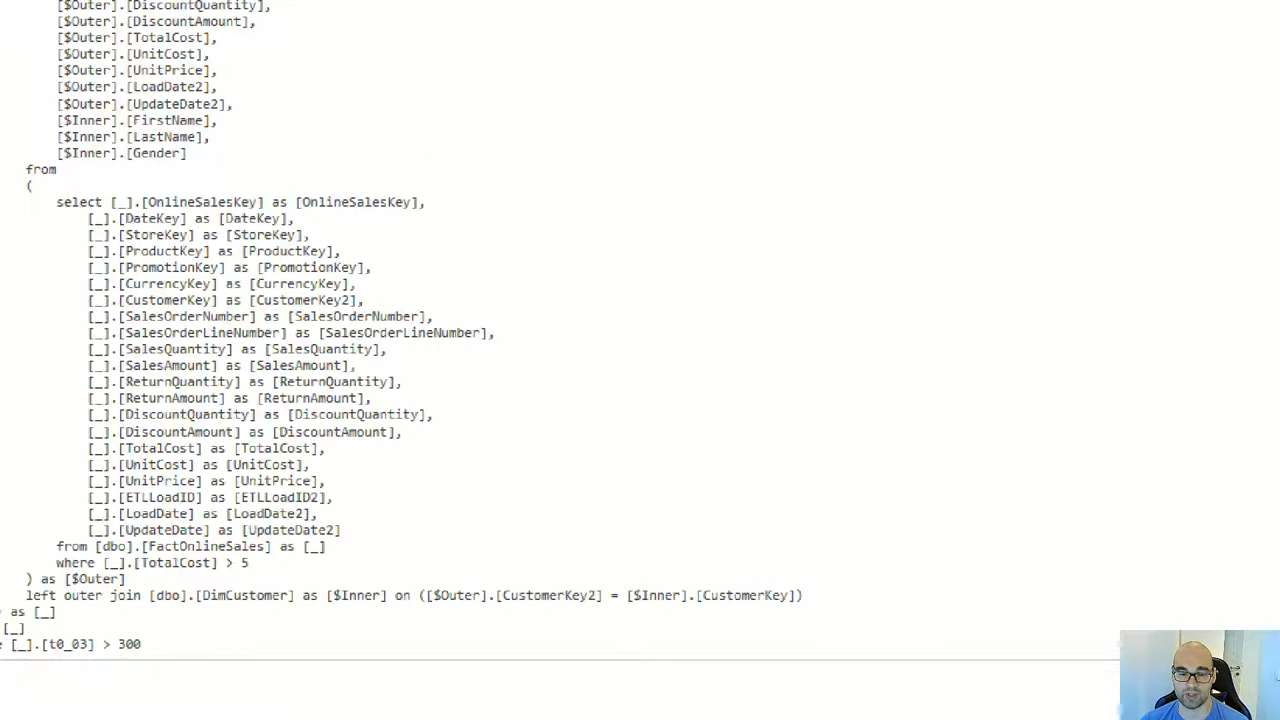 [$Outer].[DiscountQuantity],
[$Outer].[DiscountAmount],
[$Outer].[TotalCost],
[$Outer].[UnitCost],
[$Outer].[UnitPrice],
[$Outer].[LoadDate2],
[$Outer].[UpdateDate2],
[$Inner].[FirstName],
[$Inner].[LastName],
[$Inner].[Gender]
from
(
select [_].[OnlineSalesKey] as [OnlineSalesKey],
[_].[DateKey] as [DateKey],
[_].[StoreKey] as [StoreKey],
[_].[ProductKey] as [ProductKey],
[_].[PromotionKey] as [PromotionKey],
[_].[CurrencyKey] as [CurrencyKey],
[_].[CustomerKey] as [CustomerKey2],
[_].[SalesOrderNumber] as [SalesOrderNumber],
[_].[SalesOrderLineNumber] as [SalesOrderLineNumber],
[_].[SalesQuantity] as [SalesQuantity],
[_].[SalesAmount] as [SalesAmount],
[_].[ReturnQuantity] as [ReturnQuantity],
[_].[ReturnAmount] as [ReturnAmount],
[_].[DiscountQuantity] as [DiscountQuantity],
[_].[DiscountAmount] as [DiscountAmount],
[_].[TotalCost] as [TotalCost],
[_].[UnitCost] as [UnitCost],
[_].[UnitPrice] as [UnitPrice],
[_].[ETLLoadID] as [ETLLoadID2],
[_].[LoadDate] as [LoadDate2],
[_].[UpdateDate] as [UpdateDate2]
from [dbo].[FactOnlineSales] as [_]
where [_].[TotalCost] > 5
) as [$Outer]
left outer join [dbo].[DimCustomer] as [$Inner] on ([$Outer].[CustomerKey2] = [$Inner].[CustomerKey])
) as [_]
[_]
[_].[t0_03] > 300